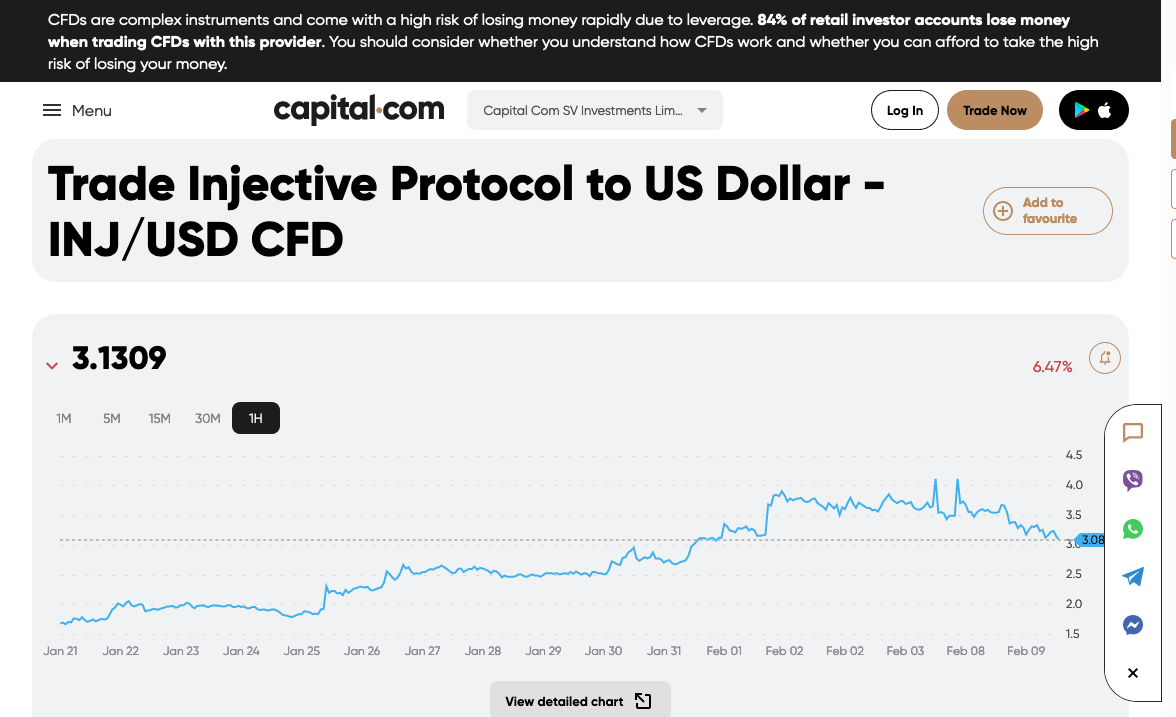 CFDs are complex instruments and come with a high risk of losing money rapidly due to leverage. 84% of retail investor accounts lose money
when trading CFDs with this provider. You should consider whether you understand how CFDs work and whether you can afford to take the high
risk of losing your money.
Menu
capital.com
Capital Com SV Investments Lim...
Log In
Trade Now
Trade Injective Protocol to US Dollar -
INJ/USD CFD
Add to
favourite
3.1309
6.47%
1M 5M 15M 30M 1H
4.5
4.0
3.5
3.0
3.08
2.5
2.0
1.5
Jan 21 Jan 22 Jan 23 Jan 24 Jan 25 Jan 26 Jan 27 Jan 28 Jan 29 Jan 30 Jan 31 Feb 01 Feb 02 Feb 02 Feb 03 Feb 08 Feb 09
View detailed chart